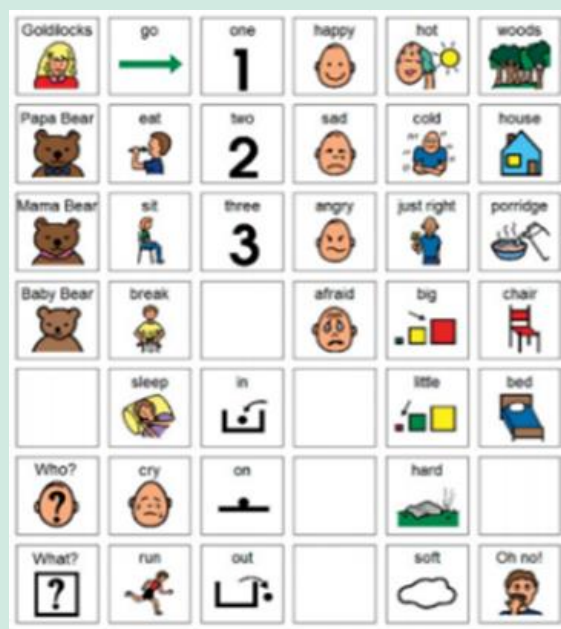 Goldilocks go one happy hot woods
1
Papa Bear eat two sad cold house
2
Mama Bear sit three angry just right porridge
3
Baby Bear break afraid big chair
sleep in little bed
Who? cry on hard
?
What? run out soft Oh no!
?